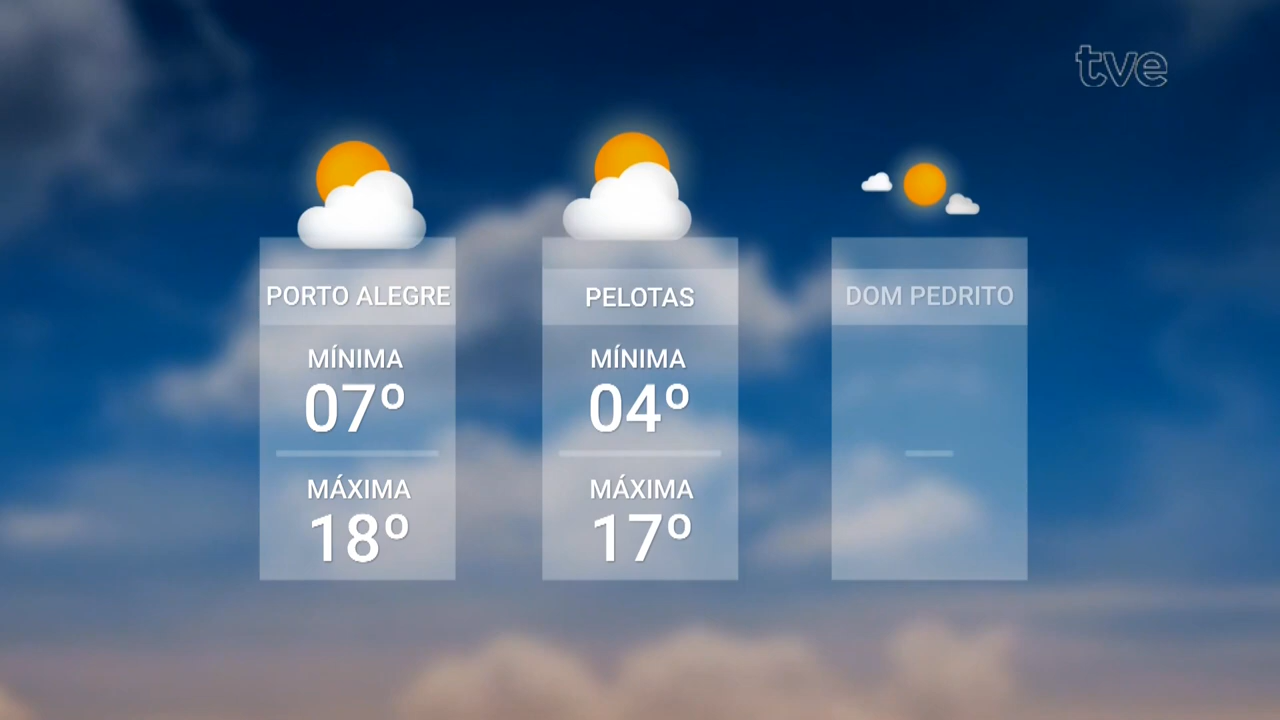 tve
PORTO ALEGRE
MÍNIMA
07º
MÁXIMA
18º
PELOTAS
MÍNIMA
04º
MÁXIMA
17º
DOM PEDRITO